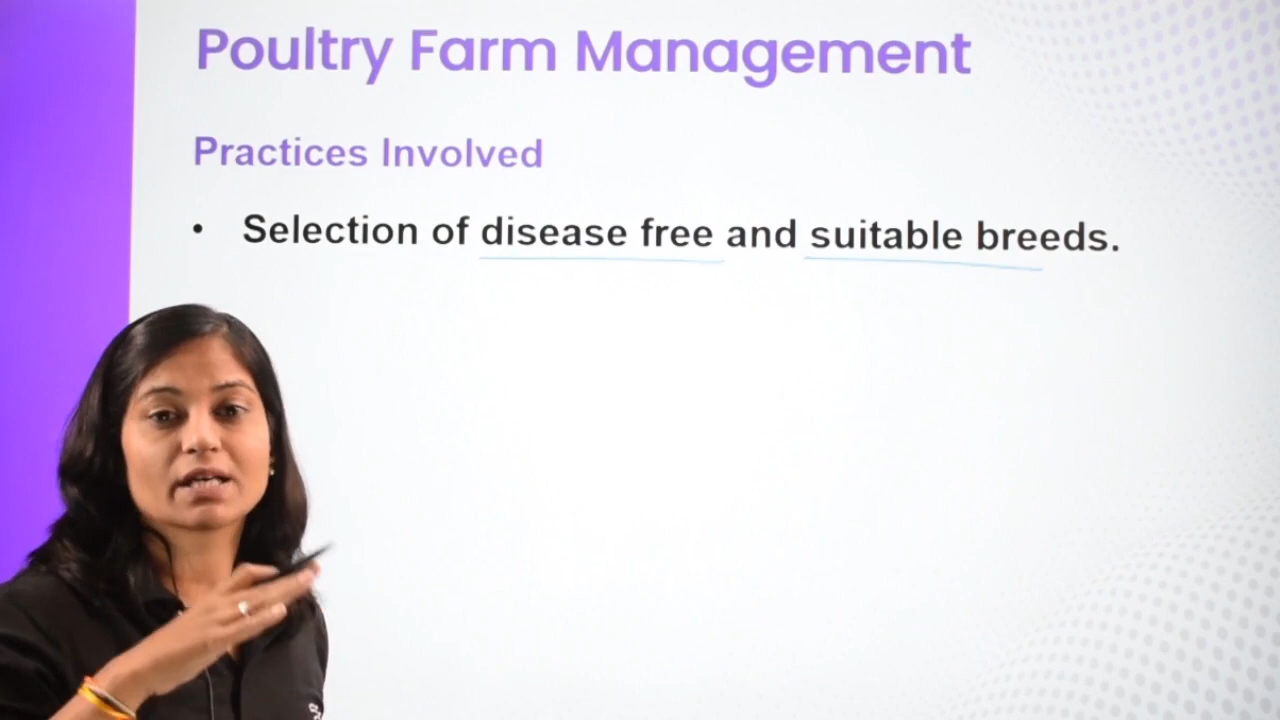 Poultry Farm Management
Practices Involved
• Selection of disease free and suitable breeds.